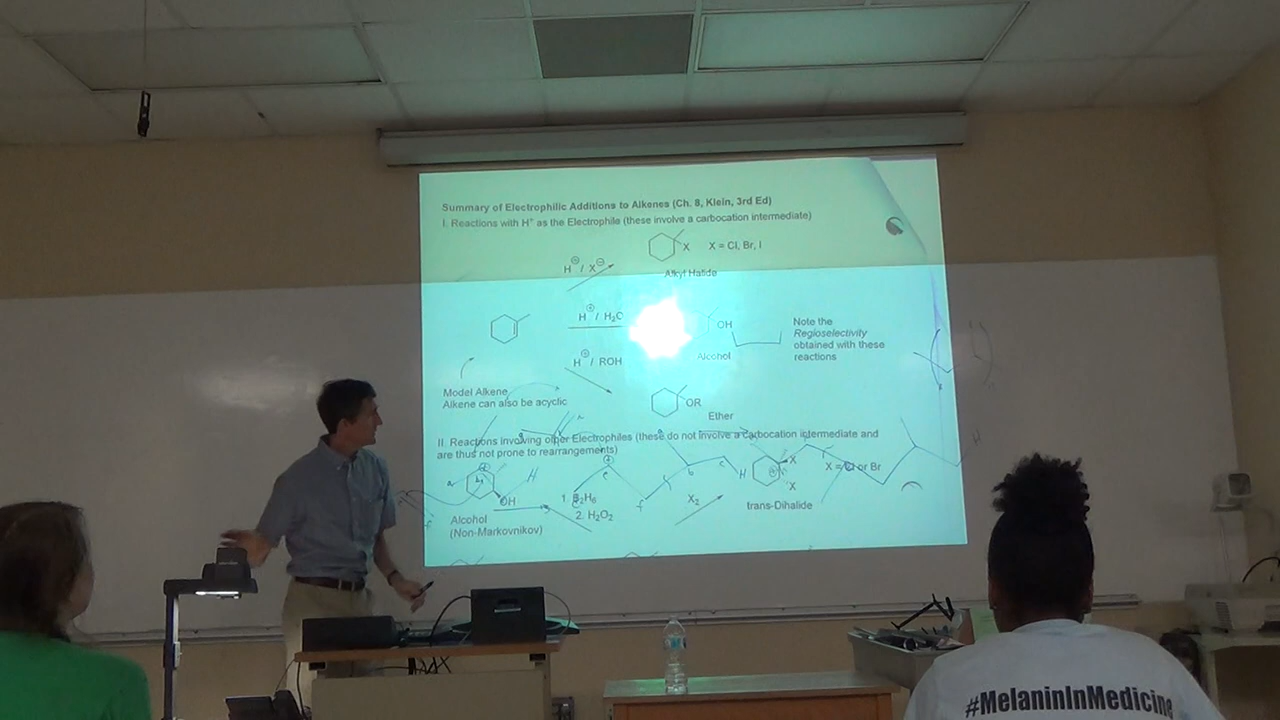 Summary of Electrophilic Additions to Alkenes (Ch. 8, Klein, 3rd Ed)
I. Reactions with H⁺ as the Electrophile (these involve a carbocation intermediate)
X
X = Cl, Br, I
H⊕ / X⊖
Alkyl Halide
H⊕ / H₂O
OH
Alcohol
Note the
Regioselectivity
obtained with these
reactions
H⊕ / ROH
Model Alkene
Alkene can also be acyclic
OR
Ether
II. Reactions involving other Electrophiles (these do not involve a carbocation intermediate and
are thus not prone to rearrangements)
OH
Alcohol
(Non-Markovnikov)
1. B₂H₆
2. H₂O₂
X₂
X
X
X = Cl or Br
trans-Dihalide
#MelaninInMedicine